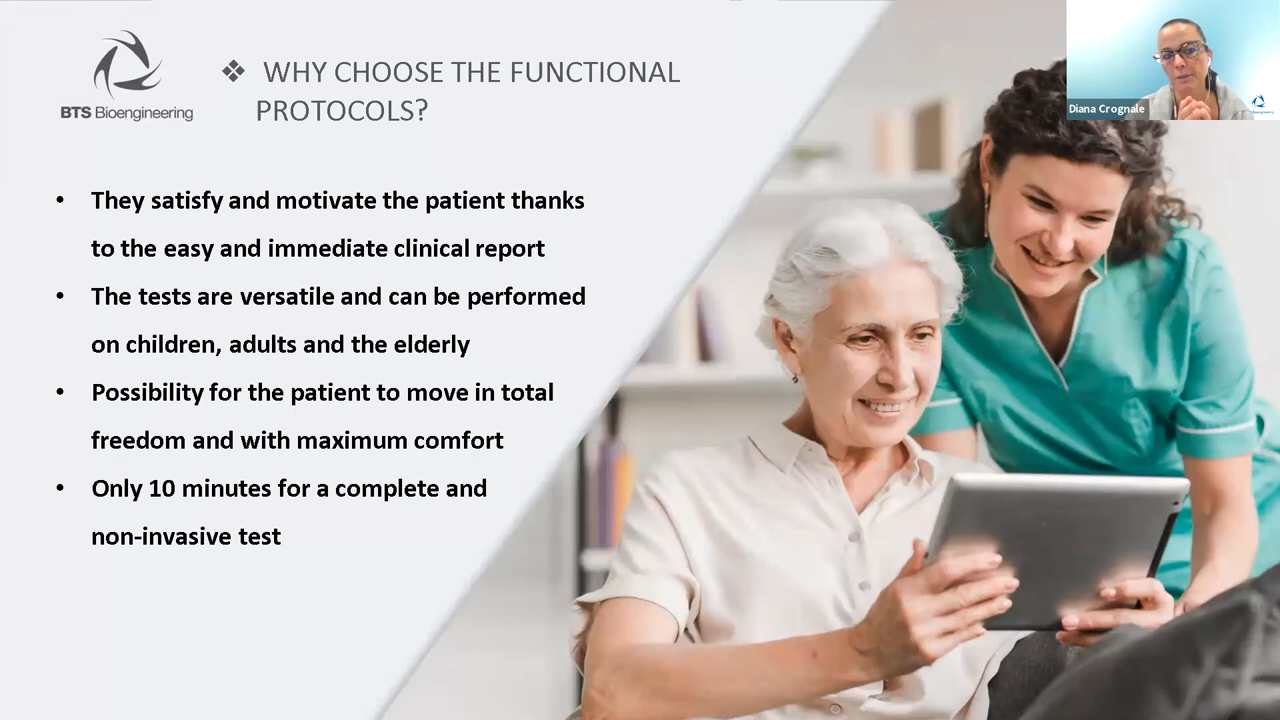 BTS Bioengineering
❖ WHY CHOOSE THE FUNCTIONAL
PROTOCOLS?
Diana Crognale
• They satisfy and motivate the patient thanks
to the easy and immediate clinical report
• The tests are versatile and can be performed
on children, adults and the elderly
• Possibility for the patient to move in total
freedom and with maximum comfort
• Only 10 minutes for a complete and
non-invasive test